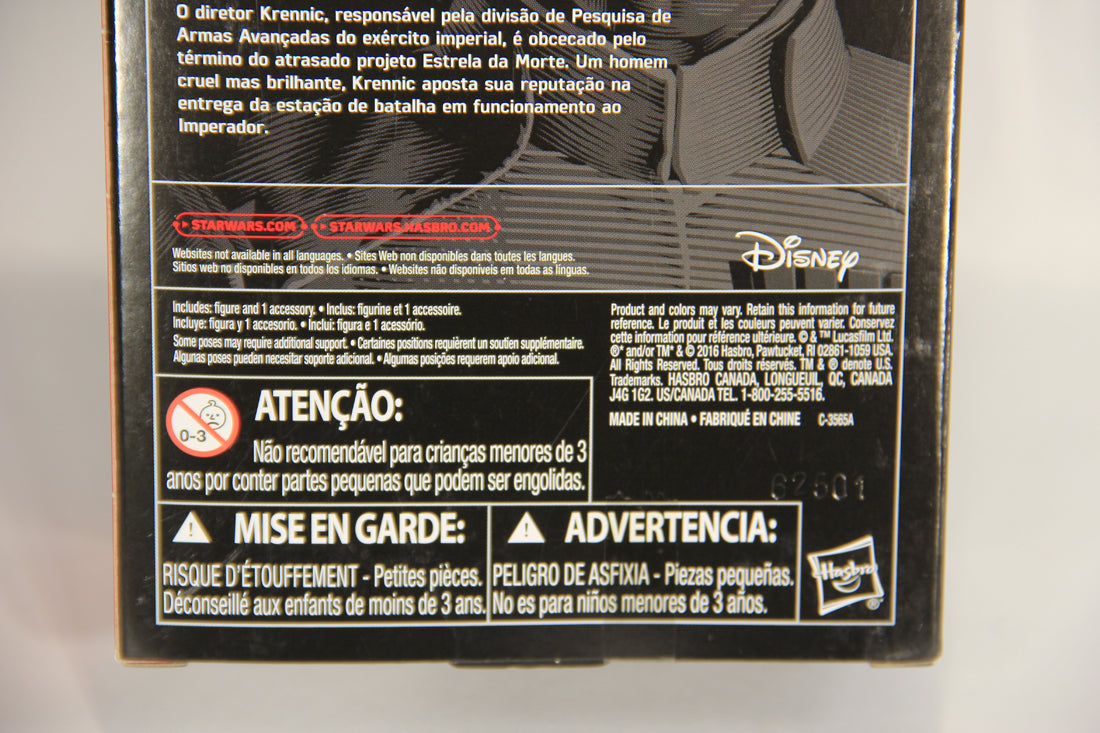 O diretor Krennic, responsável pela divisão de Pesquisa de
Armas Avançadas do exército imperial, é obcecado pelo
término do atrasado projeto Estrela da Morte. Um homem
cruel mas brilhante, Krennic aposta sua reputação na
entrega da estação de batalha em funcionamento ao
Imperador.
STARWARS.COM STARWARS.HASBRO.COM
Websites not available in all languages. • Sites Web non disponibles dans toutes les langues.
Sitios web no disponibles en todos los idiomas. • Websites não disponíveis em todas as línguas.
Disney
Includes: figure and 1 accessory. • Inclus: figurine et 1 accessoire.
Incluye: figura y 1 accesorio. • Inclui: figura e 1 acessório.
Some poses may require additional support. • Certaines positions requièrent un soutien supplémentaire.
Algunas poses pueden necesitar soporte adicional. • Algumas posições requerem apoio adicional.
Product and colors may vary. Retain this information for future
reference. Le produit et les couleurs peuvent varier. Conservez
cette information pour référence ultérieure. © & ™ Lucasfilm Ltd.
®* and/or TM* & © 2016 Hasbro, Pawtucket, RI 02861-1059 USA.
All Rights Reserved. Tous droits réservés. TM & ® denote U.S.
Trademarks. HASBRO CANADA, LONGUEUIL, QC, CANADA
J4G 1G2. US/CANADA TEL. 1-800-255-5516.
MADE IN CHINA • FABRIQUÉ EN CHINE C-3565A
62501
0-3
ATENÇÃO:
Não recomendável para crianças menores de 3
anos por conter partes pequenas que podem ser engolidas.
MISE EN GARDE:
RISQUE D'ÉTOUFFEMENT - Petites pièces.
Déconseillé aux enfants de moins de 3 ans.
ADVERTENCIA:
PELIGRO DE ASFIXIA - Piezas pequeñas.
No es para niños menores de 3 años.
Hasbro
®